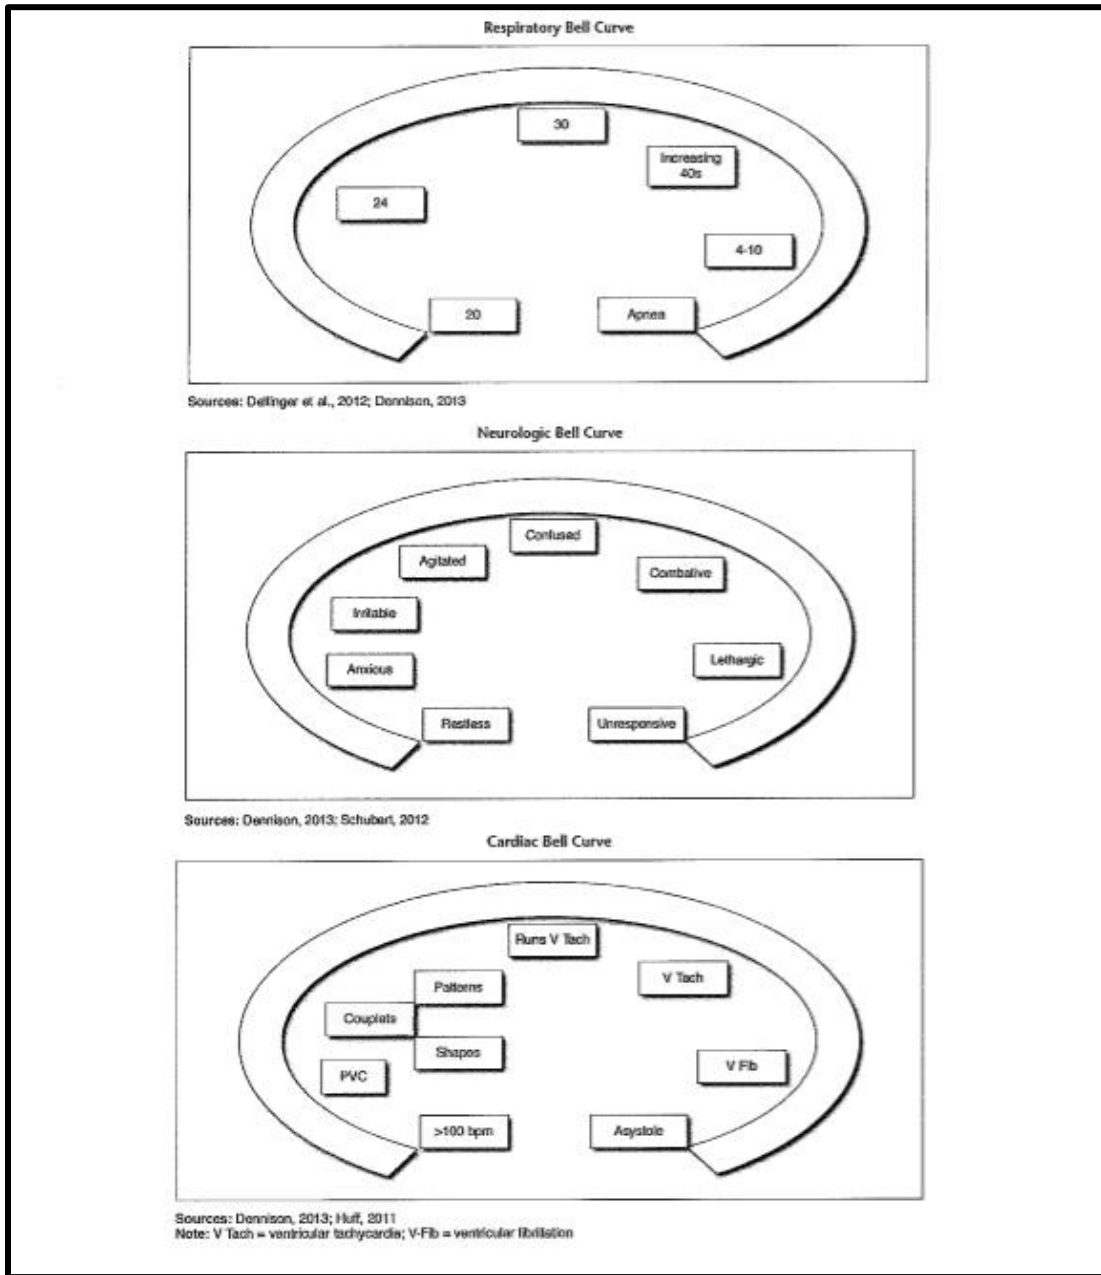 Respiratory Bell Curve
30
Increasing
40s
24
4-10
20
Apnea
Sources: Dellinger et al., 2012; Dennison, 2013
Neurologic Bell Curve
Confused
Agitated
Combative
Irritable
Lethargic
Anxious
Restless
Unresponsive
Sources: Dennison, 2013; Schubert, 2012
Cardiac Bell Curve
Runs V Tach
V Tach
Patterns
Couplets
Shapes
V Fib
PVC
>100 bpm
Asystole
Sources: Dennison, 2013; Huff, 2011
Note: V Tach = ventricular tachycardia; V-Fib = ventricular fibrillation